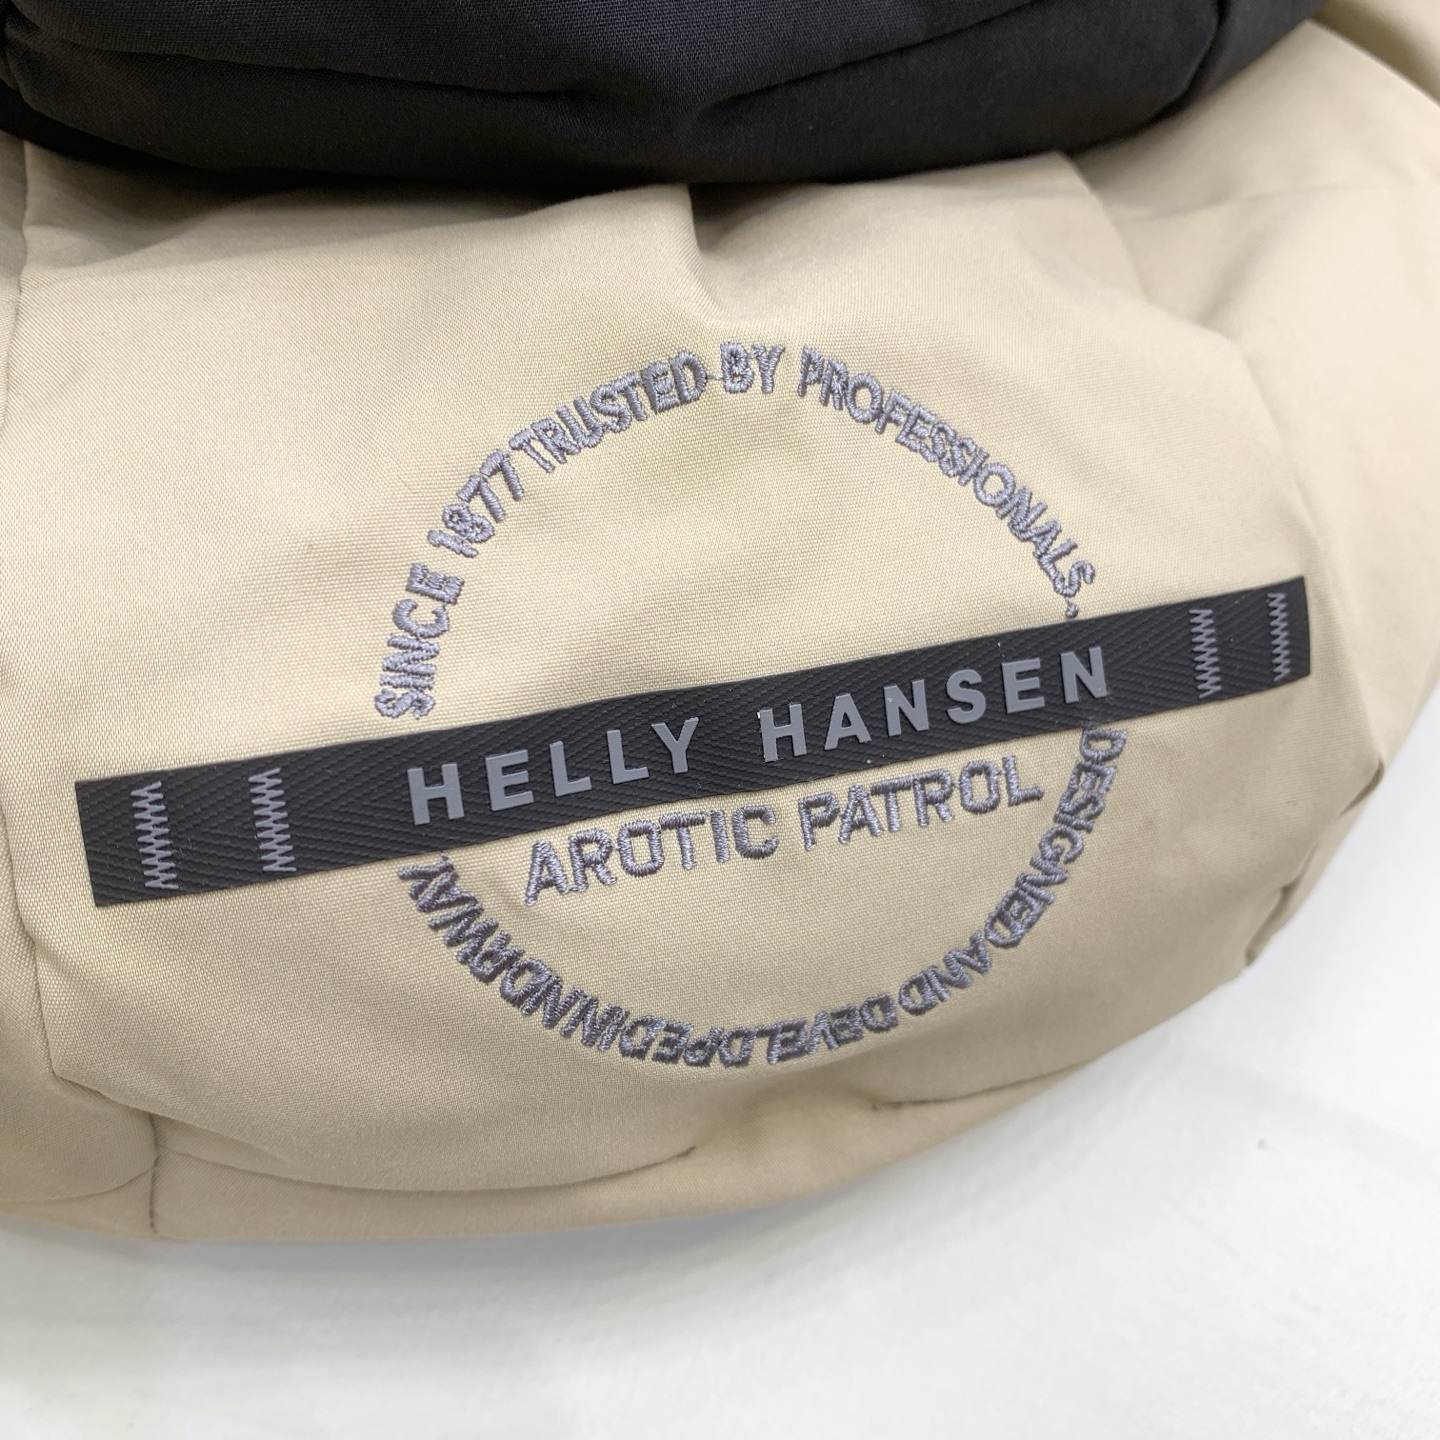 SINCE 1877 TRUSTED BY PROFESSIONALS.
HELLY HANSEN
AROTIC PATROL
DESIGNED AND DEVELOPED IN NORWAY.